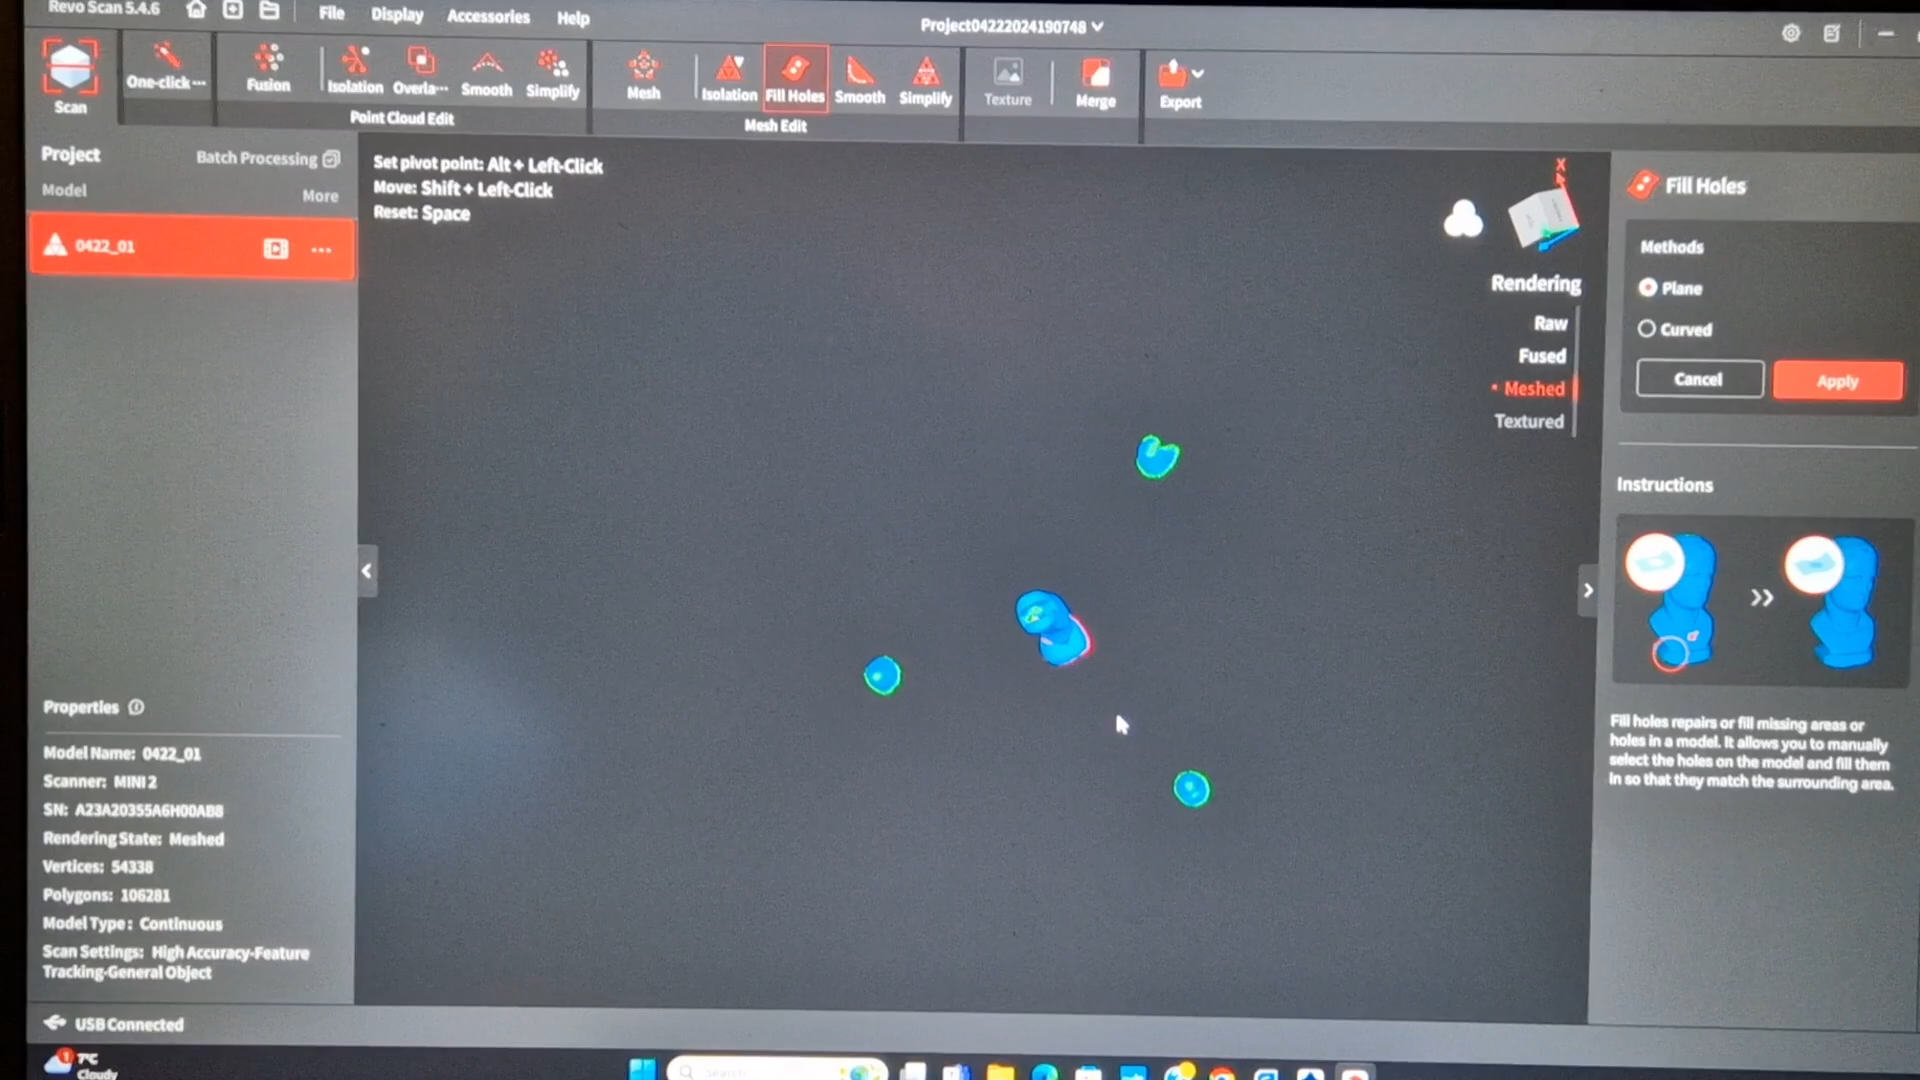 Revo Scan 5.4.6
File Display Accessories Help
Project04222024190748
Scan
One-click···
Fusion
Isolation Overla··· Smooth Simplify
Point Cloud Edit
Mesh
Isolation Fill Holes Smooth Simplify
Mesh Edit
Texture
Merge
Export
Project
Batch Processing
Model
More
0422_01
Set pivot point: Alt + Left-Click
Move: Shift + Left-Click
Reset: Space
X
Rendering
Raw
Fused
Meshed
Textured
Fill Holes
Methods
Plane
Curved
Cancel
Apply
Instructions
Fill holes repairs or fill missing areas or
holes in a model. It allows you to manually
select the holes on the model and fill them
in so that they match the surrounding area.
Properties
Model Name: 0422_01
Scanner: MINI 2
SN: A23A20355A6H00AB8
Rendering State: Meshed
Vertices: 54338
Polygons: 106281
Model Type: Continuous
Scan Settings: High Accuracy-Feature
Tracking-General Object
USB Connected
1
7°C
Cloudy
Search